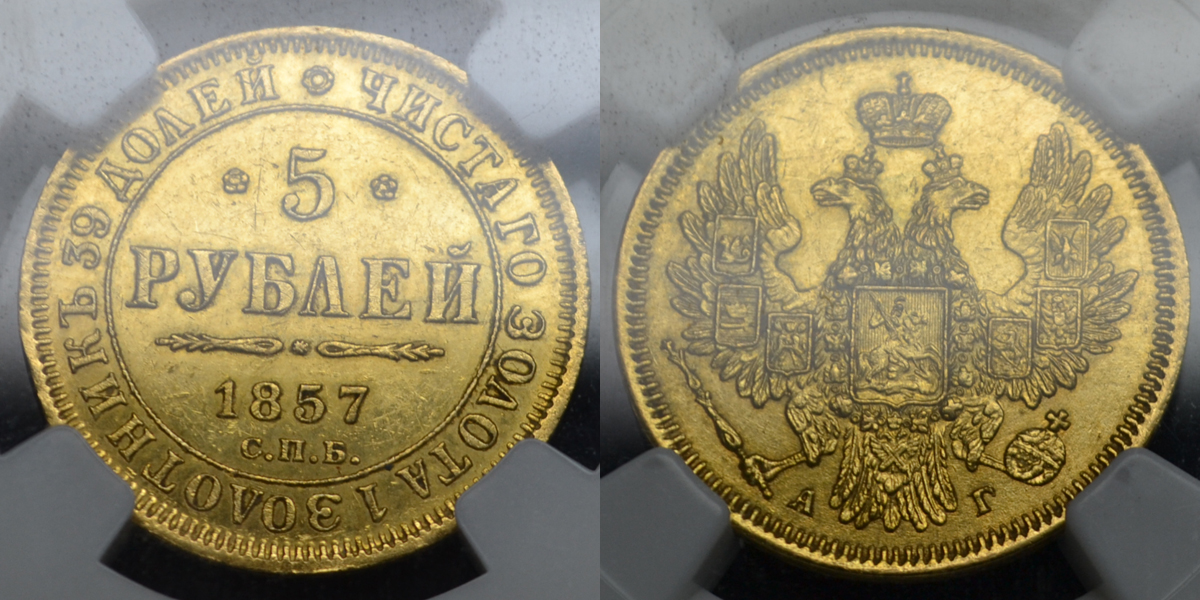 ЧИСТАГО ЗОЛОТА 1 ЗОЛОТНИКЪ 39 ДОЛЕЙ
5
РУБЛЕЙ
1857
С.П.Б.
А Г